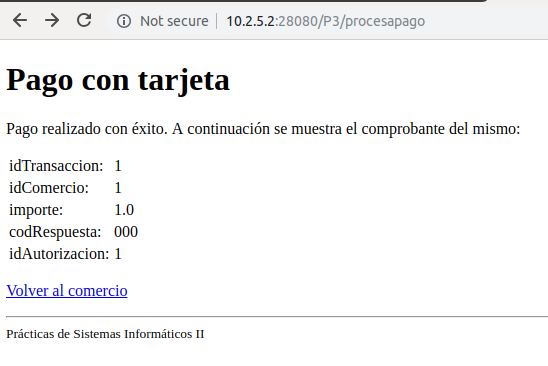 Not secure | 10.2.5.2:28080/P3/procesapago
Pago con tarjeta
Pago realizado con éxito. A continuación se muestra el comprobante del mismo:
idTransaccion: 1
idComercio: 1
importe: 1.0
codRespuesta: 000
idAutorizacion: 1
Volver al comercio
Prácticas de Sistemas Informáticos II